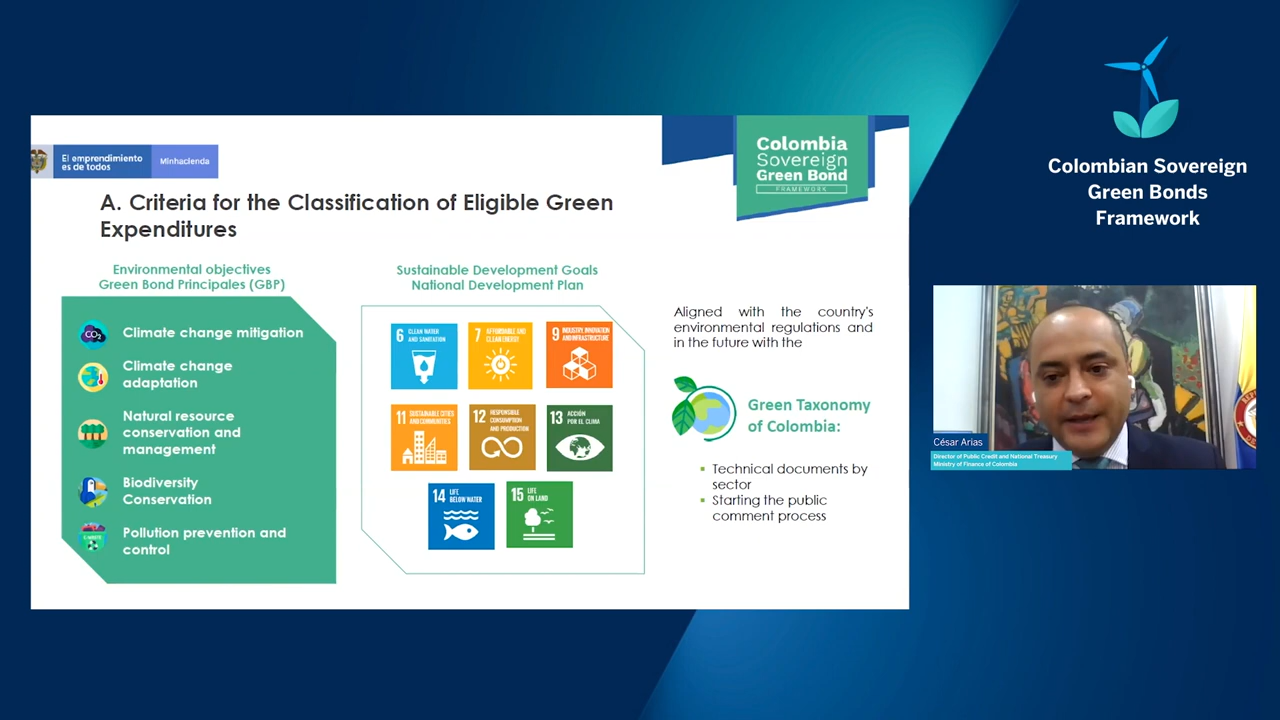 El emprendimiento
es de todos
Minhacienda
Colombia
Sovereign
Green Bond
FRAMEWORK
A. Criteria for the Classification of Eligible Green
Expenditures
Environmental objectives
Green Bond Principales (GBP)
CO₂
Climate change mitigation
Climate change
adaptation
Natural resource
conservation and
management
Biodiversity
Conservation
Pollution prevention and
control
Sustainable Development Goals
National Development Plan
6 CLEAN WATER
AND SANITATION
7 AFFORDABLE AND
CLEAN ENERGY
9 INDUSTRY, INNOVATION
AND INFRASTRUCTURE
11 SUSTAINABLE CITIES
AND COMMUNITIES
12 RESPONSIBLE
CONSUMPTION
AND PRODUCTION
13 ACCIÓN
POR EL CLIMA
14 LIFE
BELOW WATER
15 LIFE
ON LAND
Aligned with the country's
environmental regulations and
in the future with the
Green Taxonomy
of Colombia:
Technical documents by
sector
Starting the public
comment process
Colombian Sovereign
Green Bonds
Framework
César Arias
Director of Public Credit and National Treasury
Ministry of Finance of Colombia